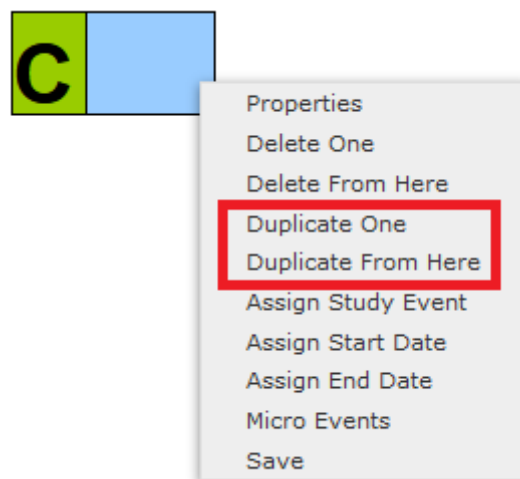 C
Properties
Delete One
Delete From Here
Duplicate One
Duplicate From Here
Assign Study Event
Assign Start Date
Assign End Date
Micro Events
Save